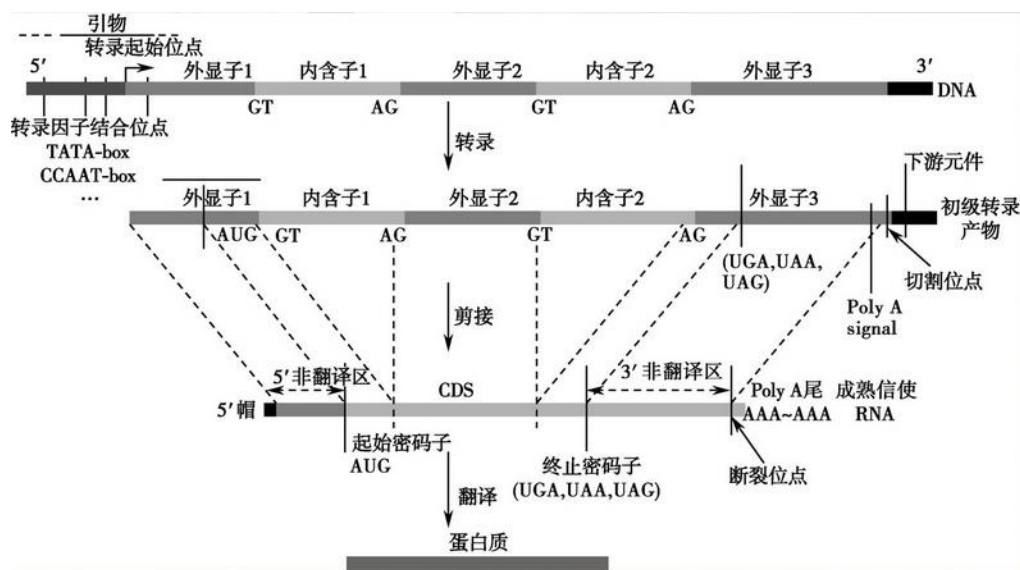 引物
转录起始位点
5′ 外显子1 内含子1 外显子2 内含子2 外显子3 3′
GT AG GT AG DNA
转录因子结合位点
TATA-box
CCAAT-box
…
转录
下游元件
外显子1 内含子1 外显子2 内含子2 外显子3 初级转录
产物
AUG GT AG GT AG
(UGA,UAA,
UAG)
切割位点
Poly A
signal
剪接
5′非翻译区 CDS 3′非翻译区
Poly A尾 成熟信使
5′帽 AAA~AAA RNA
起始密码子
AUG
终止密码子
(UGA,UAA,UAG)
断裂位点
翻译
蛋白质